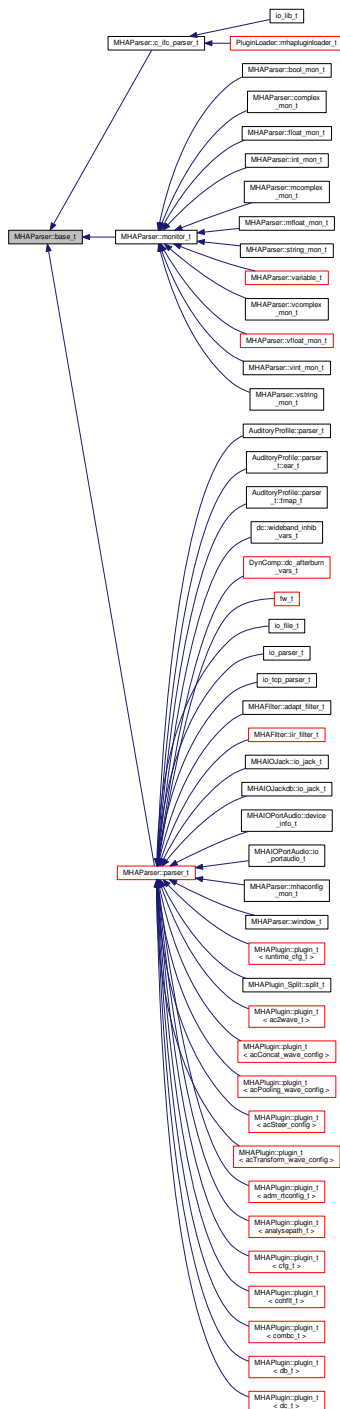 io_lib_t
MHAParser::c_ifc_parser_t
PluginLoader::mhapluginloader_t
MHAParser::bool_mon_t
MHAParser::complex
_mon_t
MHAParser::float_mon_t
MHAParser::int_mon_t
MHAParser::mcomplex
_mon_t
MHAParser::mfloat_mon_t
MHAParser::base_t
MHAParser::monitor_t
MHAParser::string_mon_t
MHAParser::variable_t
MHAParser::vcomplex
_mon_t
MHAParser::vfloat_mon_t
MHAParser::vint_mon_t
MHAParser::vstring
_mon_t
AuditoryProfile::parser_t
AuditoryProfile::parser
_t::ear_t
AuditoryProfile::parser
_t::fmap_t
dc::wideband_inhib
_vars_t
DynComp::dc_afterburn
_vars_t
fw_t
io_file_t
io_parser_t
io_tcp_parser_t
MHAFilter::adapt_filter_t
MHAFilter::iir_filter_t
MHAIOJack::io_jack_t
MHAIOJackdb::io_jack_t
MHAIOPortAudio::device
_info_t
MHAIOPortAudio::io
_portaudio_t
MHAParser::parser_t
MHAParser::mhaconfig
_mon_t
MHAParser::window_t
MHAPlugin::plugin_t
< runtime_cfg_t >
MHAPlugin_Split::split_t
MHAPlugin::plugin_t
< ac2wave_t >
MHAPlugin::plugin_t
< acConcat_wave_config >
MHAPlugin::plugin_t
< acPooling_wave_config >
MHAPlugin::plugin_t
< acSteer_config >
MHAPlugin::plugin_t
< acTransform_wave_config >
MHAPlugin::plugin_t
< adm_rtconfig_t >
MHAPlugin::plugin_t
< analysepath_t >
MHAPlugin::plugin_t
< cfg_t >
MHAPlugin::plugin_t
< cohflt_t >
MHAPlugin::plugin_t
< combc_t >
MHAPlugin::plugin_t
< db_t >
MHAPlugin::plugin_t
< dc_t >